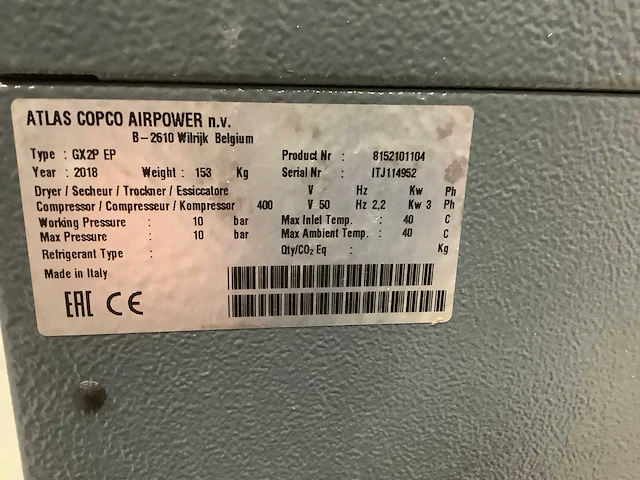 ATLAS COPCO AIRPOWER n.v.
B-2610 Wilrijk Belgium
Type : GX2P EP Product Nr : 8152101104
Year : 2018 Weight : 153 Kg Serial Nr : ITJ114952
Dryer / Secheur / Trockner / Essiccatore V Hz Kw Ph
Compressor / Compresseur / Kompressor 400 V 50 Hz 2,2 Kw 3 Ph
Working Pressure : 10 bar Max Inlet Temp. : 40 C
Max Pressure : 10 bar Max Ambient Temp. : 40 C
Refrigerant Type : Qty/CO₂ Eq : Kg
Made in Italy
EAC CE